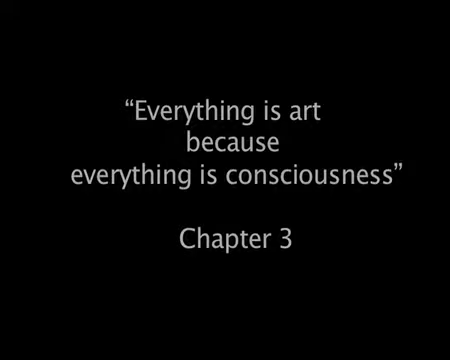 “Everything is art
because
everything is consciousness”
Chapter 3